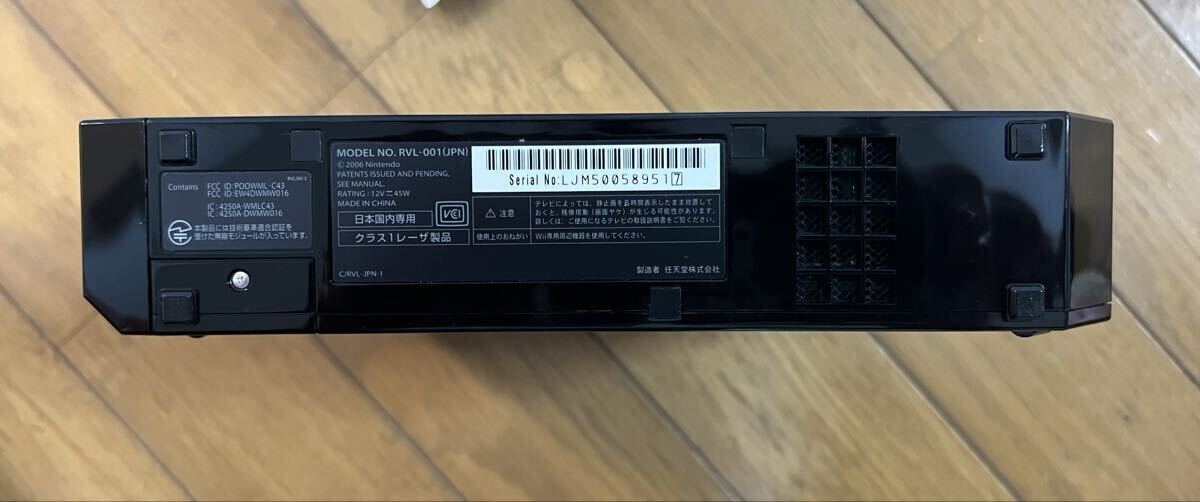 RVLIMJ-3
Contains
FCC ID:POOWML-C43
FCC ID:EW4DWMW016
IC : 4250A-WMLC43
IC : 4250A-DWMW016
本製品には技術基準適合認証を
受けた無線モジュールが入っています。
MODEL NO. RVL-001(JPN)
© 2006 Nintendo
PATENTS ISSUED AND PENDING,
SEE MANUAL.
RATING : 12V ⎓ 45W
MADE IN CHINA
日本国内専用
VCI
クラス1レーザ製品
C/RVL-JPN-1
Serial No:LJM50058951 7
⚠ 注意
テレビによっては、静止画を長時間表示したまま放置して
おくと、残像現象（画面ヤケ）が生じる可能性があります。
詳しくは、ご使用になるテレビの取扱説明書をご覧ください。
使用上のおねがい
Wii専用周辺機器を使用してください。
製造者 任天堂株式会社